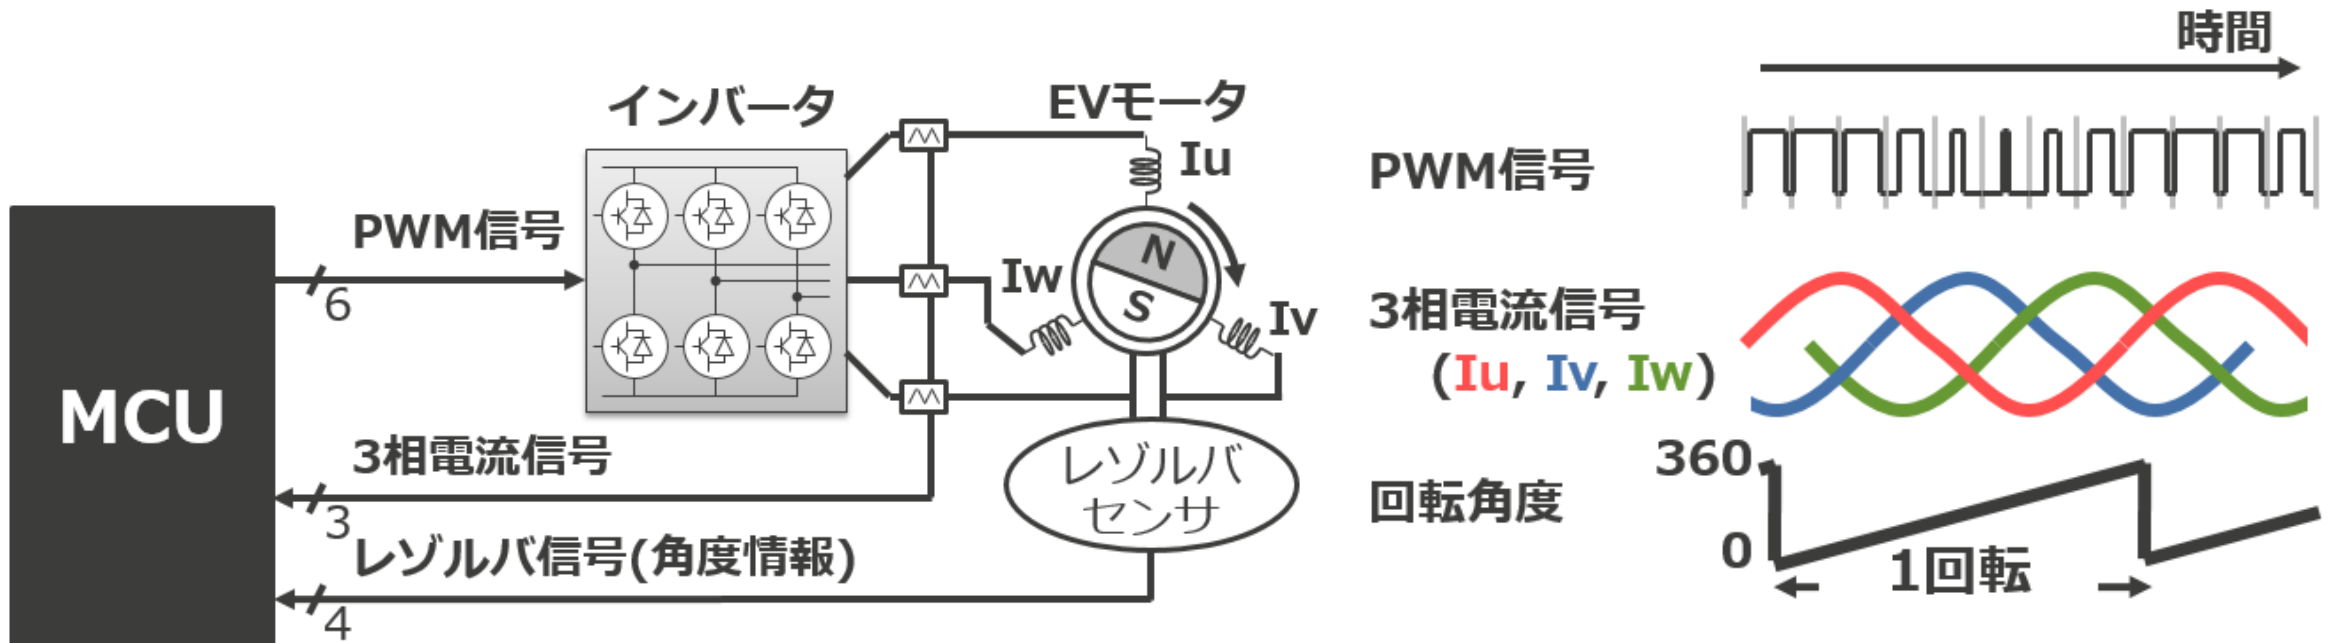 時間
インバータ
EVモータ
Iu
PWM信号
PWM信号
6
Iw
N
S
Iv
3相電流信号
(Iu, Iv, Iw)
MCU
3相電流信号
3
レゾルバ
センサ
360
回転角度
0
1回転
レゾルバ信号(角度情報)
4